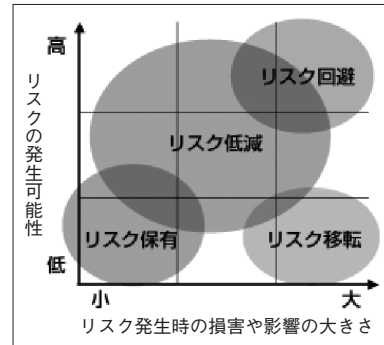 高
リスク回避
リスクの発生可能性
リスク低減
リスク保有
リスク移転
低
小
大
リスク発生時の損害や影響の大きさ